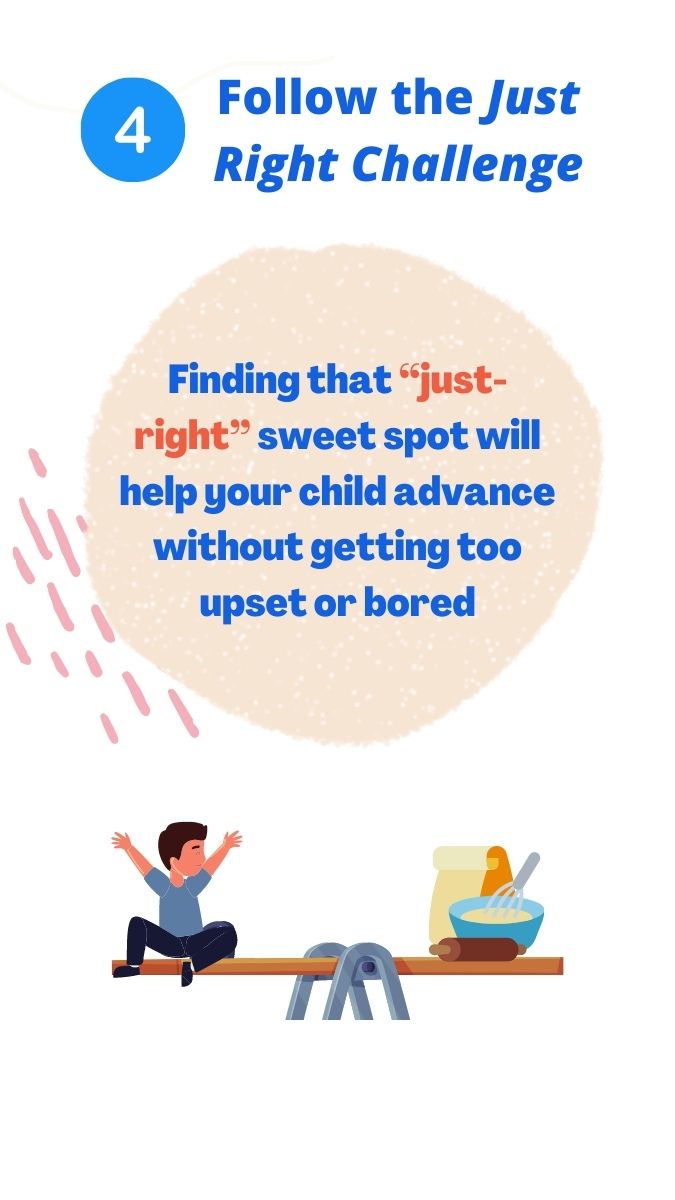 4
Follow the Just
Right Challenge
Finding that “just-
right” sweet spot will
help your child advance
without getting too
upset or bored